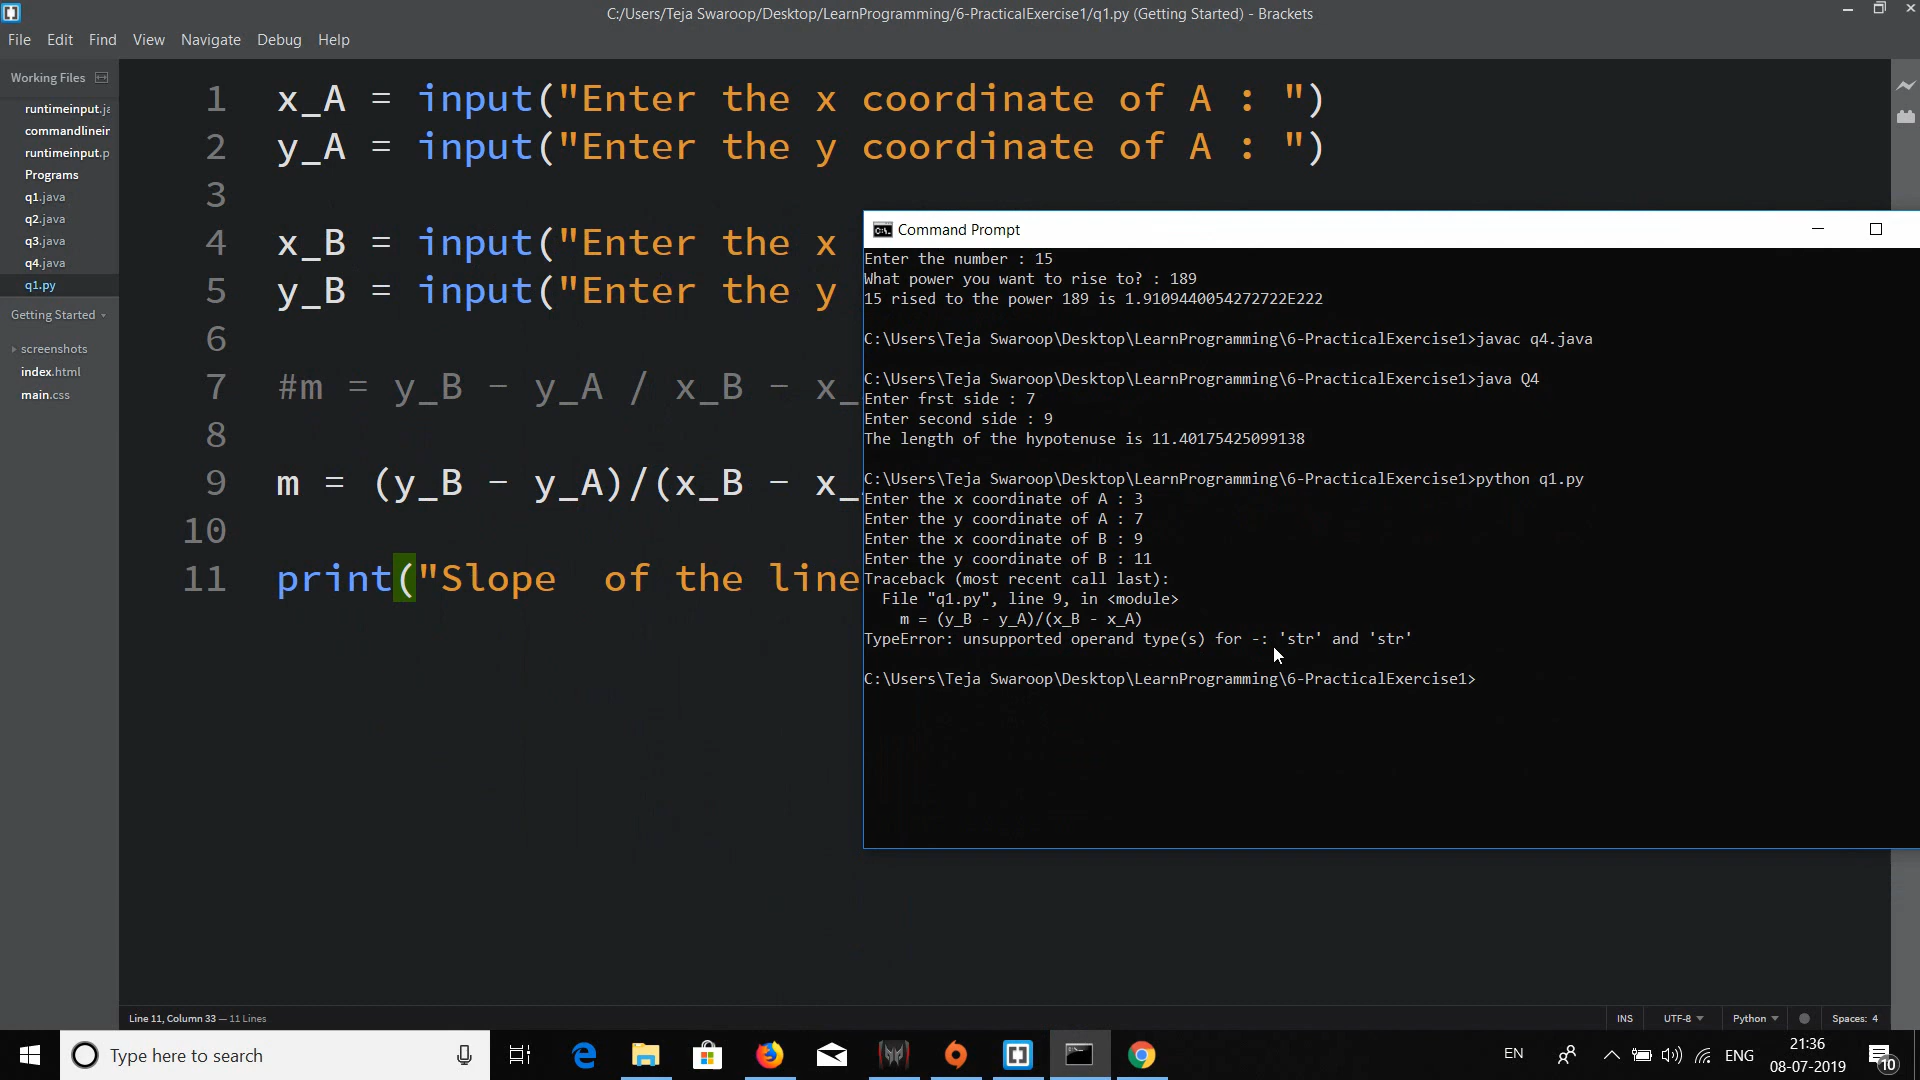 C:/Users/Teja Swaroop/Desktop/LearnProgramming/6-PracticalExercise1/q1.py (Getting Started) - Brackets
File Edit Find View Navigate Debug Help
Working Files
runtimeinput.ja
commandlinein
runtimeinput.p
Programs
q1.java
q2.java
q3.java
q4.java
q1.py
Getting Started
screenshots
index.html
main.css
1 x_A = input("Enter the x coordinate of A : ")
2 y_A = input("Enter the y coordinate of A : ")
3
4 x_B = input("Enter the x
5 y_B = input("Enter the y
6
7 #m = y_B - y_A / x_B - x_
8
9 m = (y_B - y_A)/(x_B - x_
10
11 print("Slope  of the line
Command Prompt
Enter the number : 15
What power you want to rise to? : 189
15 rised to the power 189 is 1.9109440054272722E222
C:\Users\Teja Swaroop\Desktop\LearnProgramming\6-PracticalExercise1>javac q4.java
C:\Users\Teja Swaroop\Desktop\LearnProgramming\6-PracticalExercise1>java Q4
Enter frst side : 7
Enter second side : 9
The length of the hypotenuse is 11.40175425099138
C:\Users\Teja Swaroop\Desktop\LearnProgramming\6-PracticalExercise1>python q1.py
Enter the x coordinate of A : 3
Enter the y coordinate of A : 7
Enter the x coordinate of B : 9
Enter the y coordinate of B : 11
Traceback (most recent call last):
  File "q1.py", line 9, in <module>
    m = (y_B - y_A)/(x_B - x_A)
TypeError: unsupported operand type(s) for -: 'str' and 'str'
C:\Users\Teja Swaroop\Desktop\LearnProgramming\6-PracticalExercise1>
Line 11, Column 33 — 11 Lines
INS UTF-8 Python Spaces: 4
Type here to search
EN
ENG
21:36
08-07-2019
10